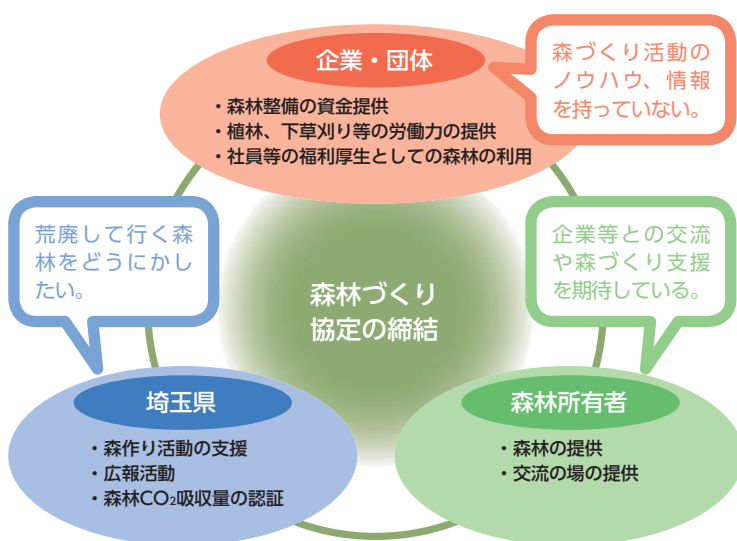 企業・団体
・森林整備の資金提供
・植林、下草刈り等の労働力の提供
・社員等の福利厚生としての森林の利用
森づくり活動の
ノウハウ、情報
を持っていない。
荒廃して行く森
林をどうにかし
たい。
企業等との交流
や森づくり支援
を期待している。
森林づくり
協定の締結
埼玉県
・森作り活動の支援
・広報活動
・森林CO₂吸収量の認証
森林所有者
・森林の提供
・交流の場の提供